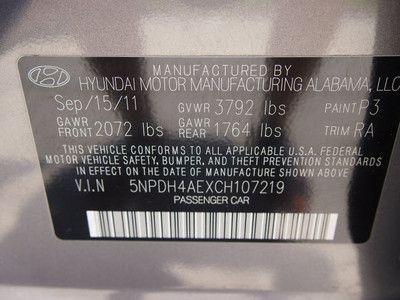 MANUFACTURED BY
HYUNDAI MOTOR MANUFACTURING ALABAMA, LLC
Sep/15/11 GVWR 3792 lbs PAINT P3
GAWR FRONT 2072 lbs GAWR REAR 1764 lbs TRIM RA
THIS VEHICLE CONFORMS TO ALL APPLICABLE FEDERAL
MOTOR VEHICLE SAFETY, BUMPER, AND THEFT PREVENTION STANDARDS
IN EFFECT ON THE DATE OF MANUFACTURE SHOWN ABOVE.
V.I.N 5NPDH4AEXCH107219
PASSENGER CAR